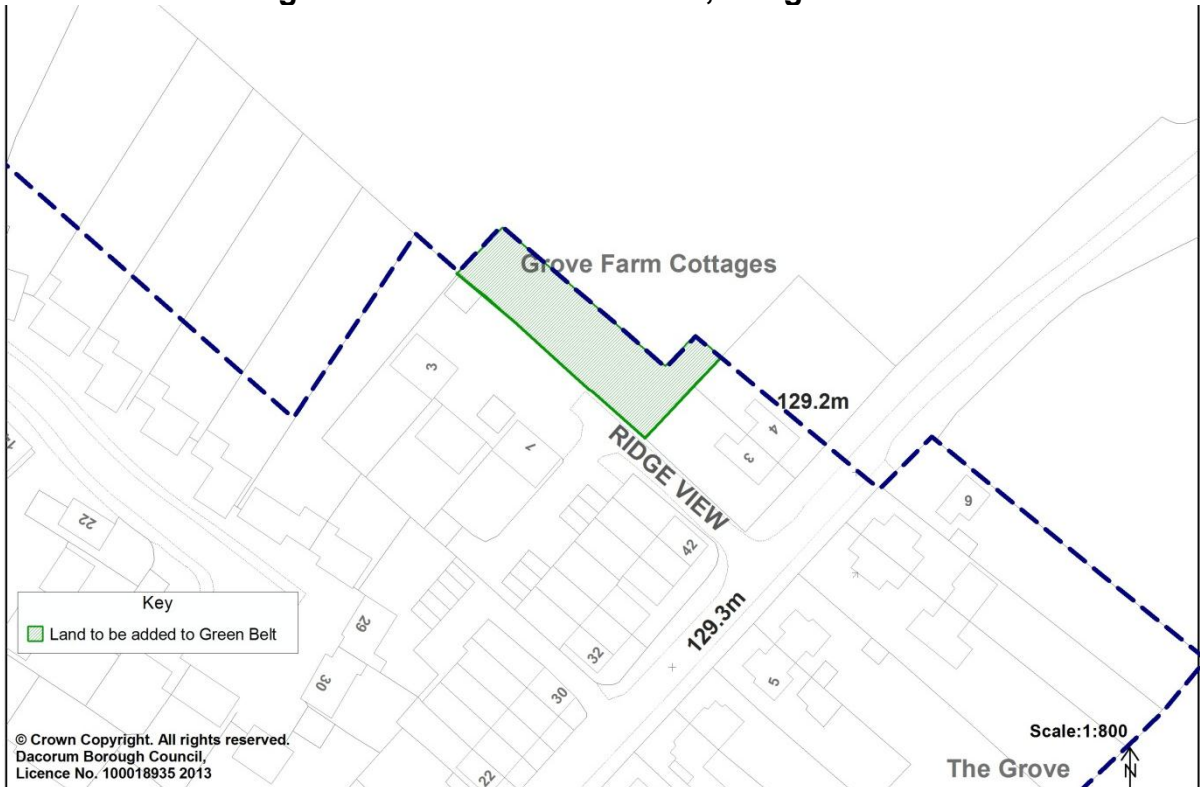 Grove Farm Cottages
129.2m
3
4
3
7
RIDGE VIEW
9
42
22
Key
Land to be added to Green Belt
29
129.3m
32
30
5
30
© Crown Copyright. All rights reserved.
Dacorum Borough Council,
Licence No. 100018935 2013
22
Scale:1:800
The Grove
N